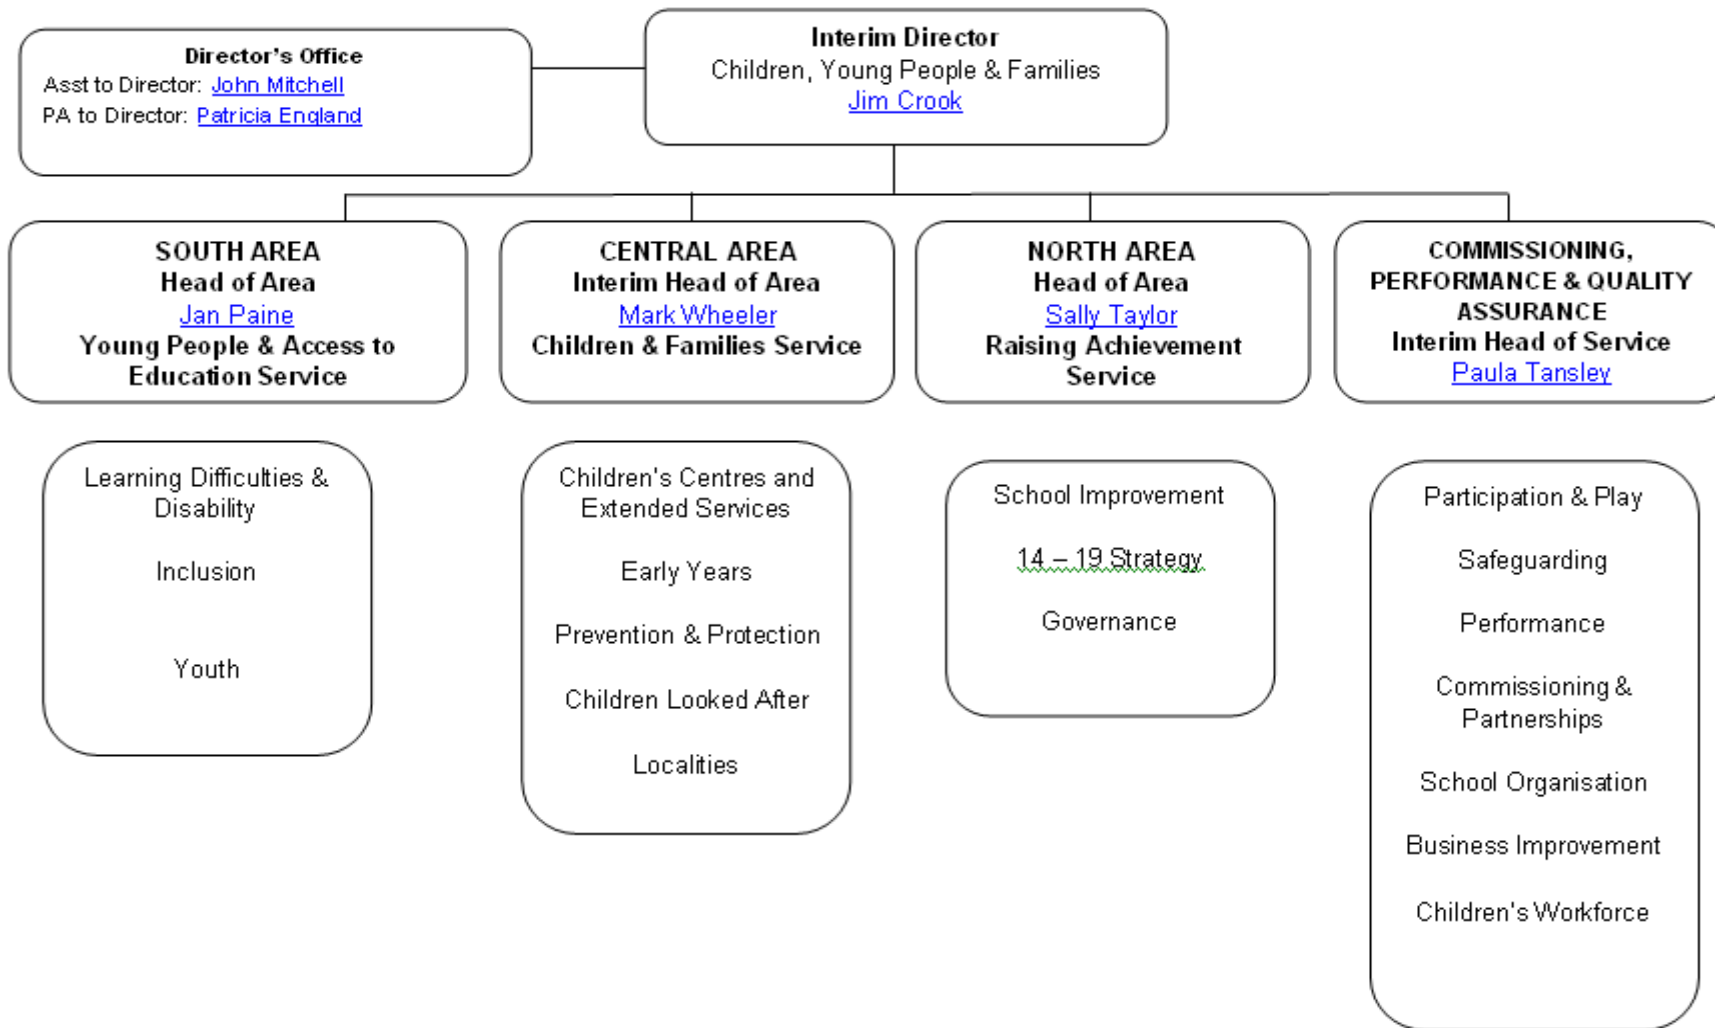 Director's Office
Asst to Director: John Mitchell
PA to Director: Patricia England
Interim Director
Children, Young People & Families
Jim Crook
SOUTH AREA
Head of Area
Jan Paine
Young People & Access to
Education Service
CENTRAL AREA
Interim Head of Area
Mark Wheeler
Children & Families Service
NORTH AREA
Head of Area
Sally Taylor
Raising Achievement
Service
COMMISSIONING,
PERFORMANCE & QUALITY
ASSURANCE
Interim Head of Service
Paula Tansley
Learning Difficulties &
Disability
Inclusion
Youth
Children's Centres and
Extended Services
Early Years
Prevention & Protection
Children Looked After
Localities
School Improvement
14 – 19 Strategy
Governance
Participation & Play
Safeguarding
Performance
Commissioning &
Partnerships
School Organisation
Business Improvement
Children's Workforce